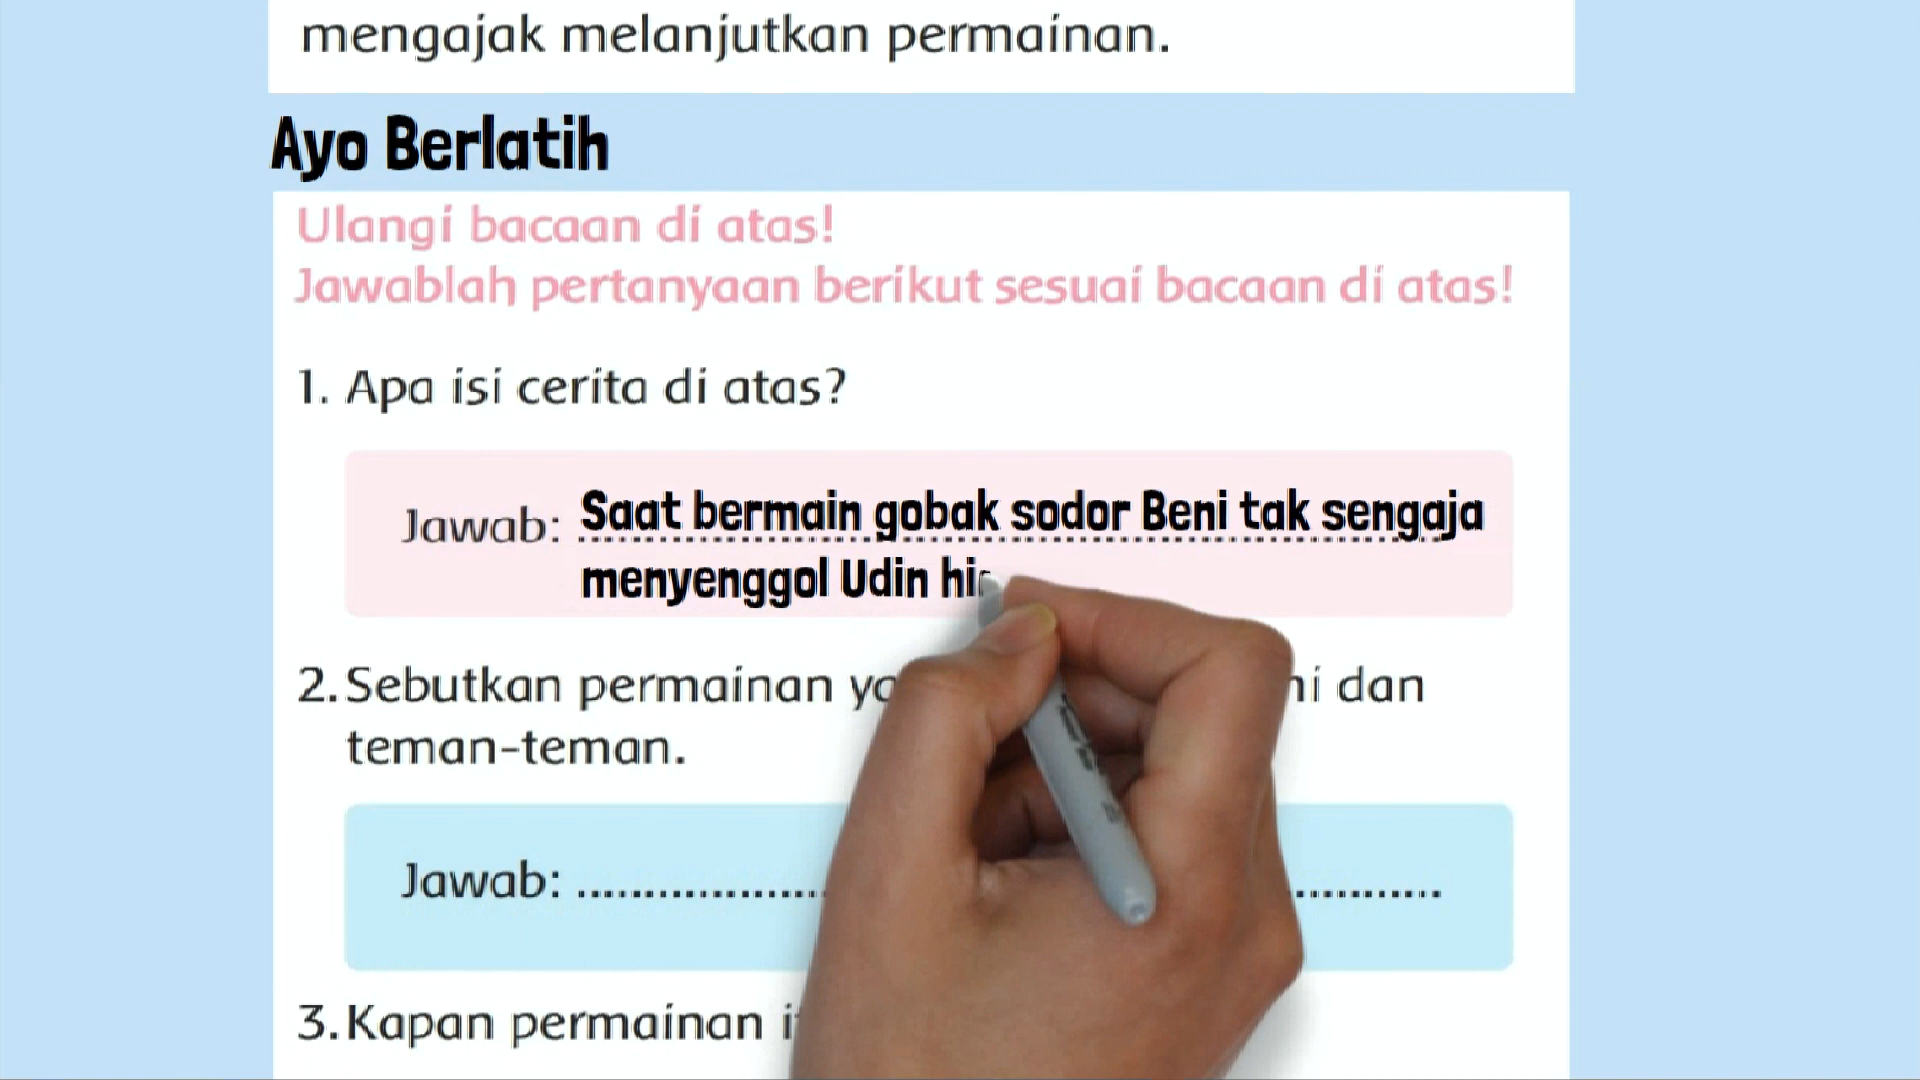 mengajak melanjutkan permainan.
Ayo Berlatih
Ulangi bacaan di atas!
Jawablah pertanyaan berikut sesuai bacaan di atas!
1. Apa isi cerita di atas?
Jawab: Saat bermain gobak sodor Beni tak sengaja
menyenggol Udin
2. Sebutkan permainan dan
teman-teman.
Jawab: ....................
3. Kapan permainan